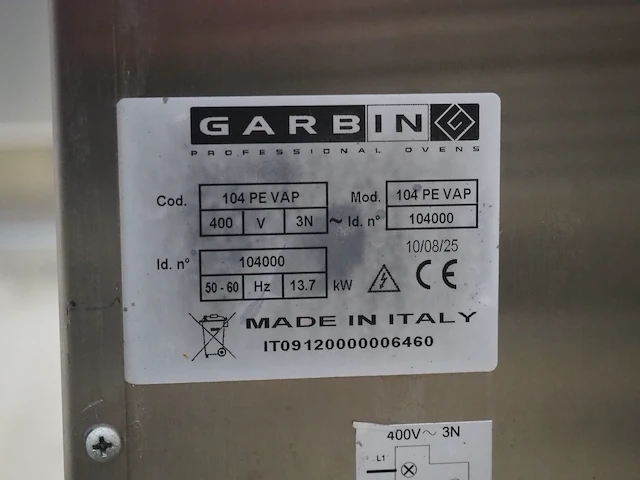 GARBIN G
PROFESSIONAL OVENS
Cod. 104 PE VAP Mod. 104 PE VAP
400 V 3N ~ Id. n° 104000
10/08/25
Id. n° 104000
50 - 60 Hz 13.7 kW CE
MADE IN ITALY
IT09120000006460
400V~ 3N
L1